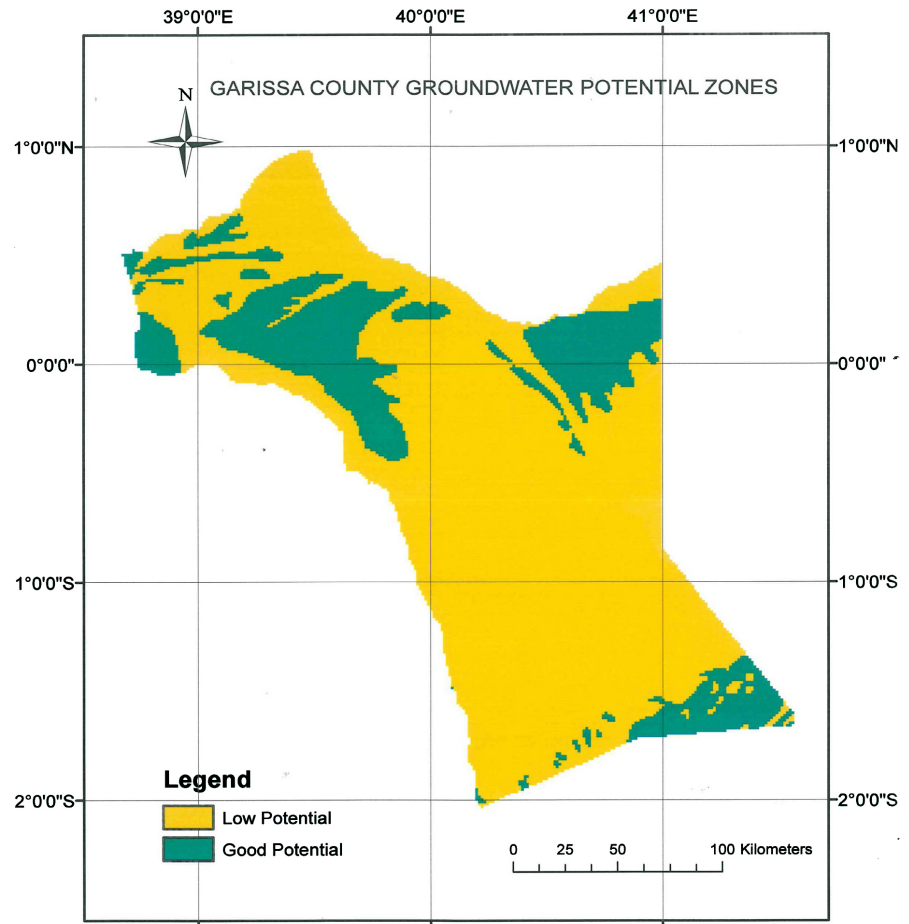 39°0'0"E 40°0'0"E 41°0'0"E
N
GARISSA COUNTY GROUNDWATER POTENTIAL ZONES
1°0'0"N 1°0'0"N
0°0'0" 0°0'0"
1°0'0"S 1°0'0"S
2°0'0"S 2°0'0"S
Legend
Low Potential
Good Potential
0 25 50 100 Kilometers